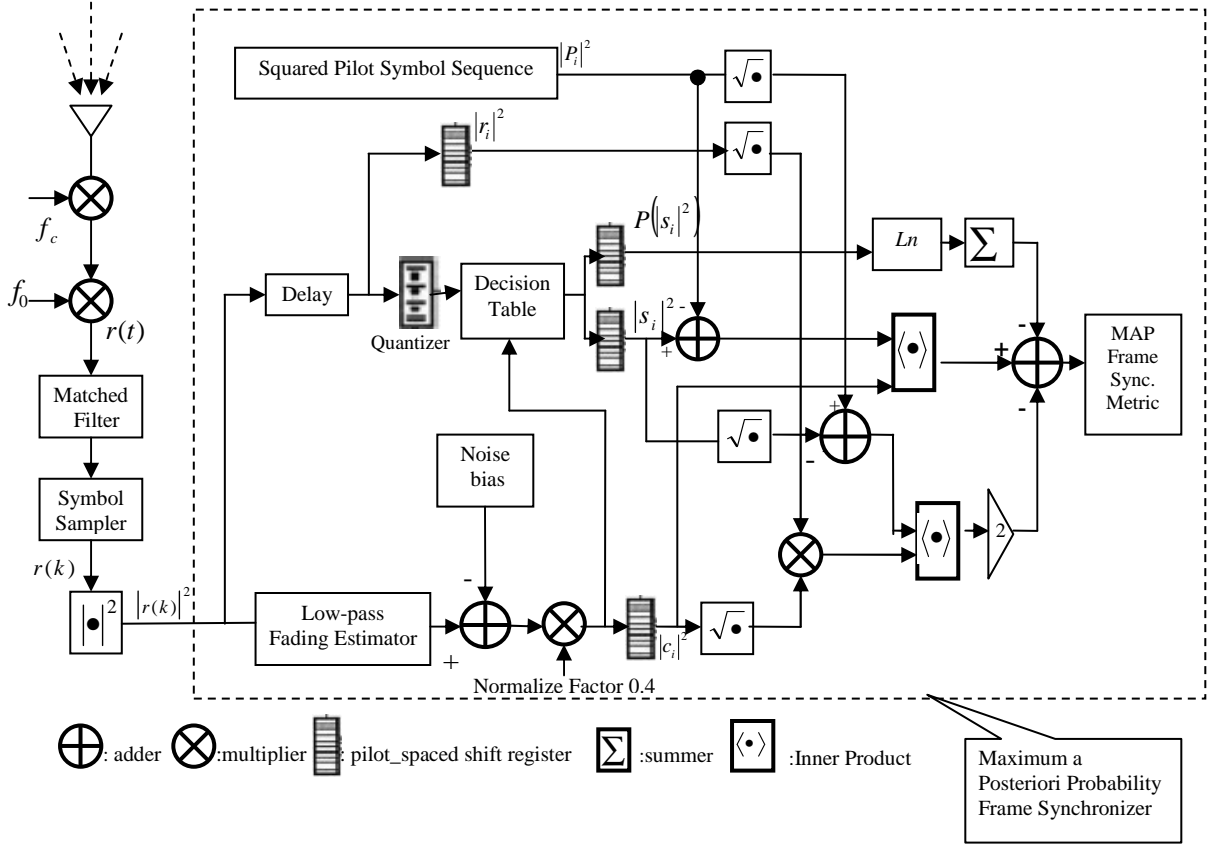 Squared Pilot Symbol Sequence
|P_i|^2
√•
|r_i|^2
√•
f_c
P(|s_i|^2)
Ln
Σ
f_0
r(t)
Delay
Quantizer
Decision
Table
|s_i|^2
-
+
⟨•⟩
-
+
-
MAP
Frame
Sync.
Metric
Matched
Filter
√•
+
-
Noise
bias
Symbol
Sampler
⟨•⟩
2
r(k)
-
|•|^2
|r(k)|^2
Low-pass
Fading Estimator
+
|c_i|^2
√•
Normalize Factor 0.4
: adder
:multiplier
: pilot_spaced shift register
Σ
:summer
⟨•⟩
:Inner Product
Maximum a
Posteriori Probability
Frame Synchronizer